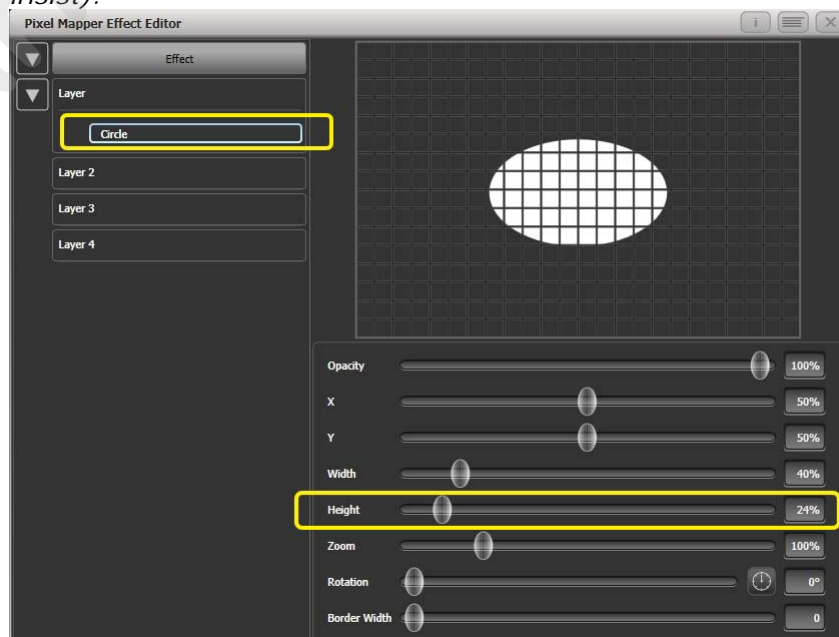 insist).
Pixel Mapper Effect Editor
i
Effect
Layer
Circle
Layer 2
Layer 3
Layer 4
Opacity 100%
X 50%
Y 50%
Width 40%
Height 24%
Zoom 100%
Rotation 0°
Border Width 0